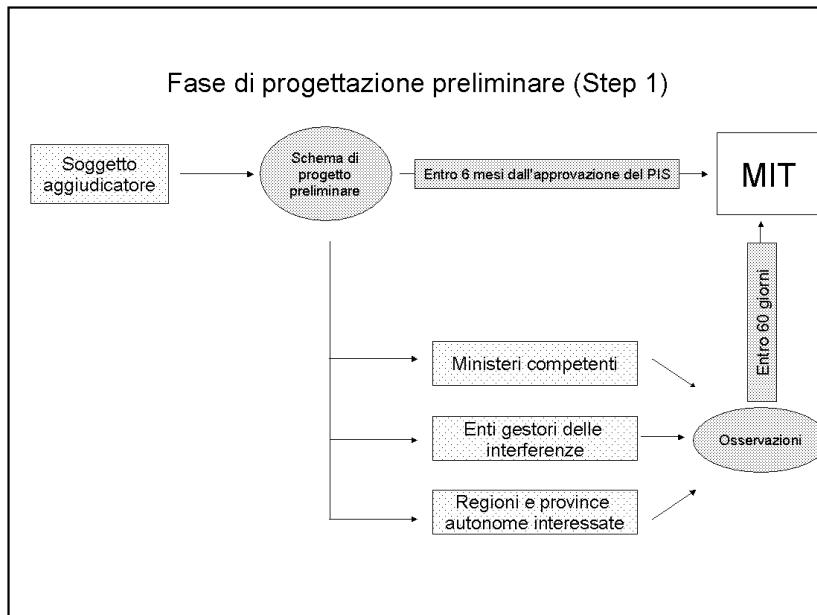 Fase di progettazione preliminare (Step 1)
Soggetto
aggiudicatore
Schema di
progetto
preliminare
Entro 6 mesi dall'approvazione del PIS
MIT
Entro 60 giorni
Ministeri competenti
Enti gestori delle
interferenze
Osservazioni
Regioni e province
autonome interessate